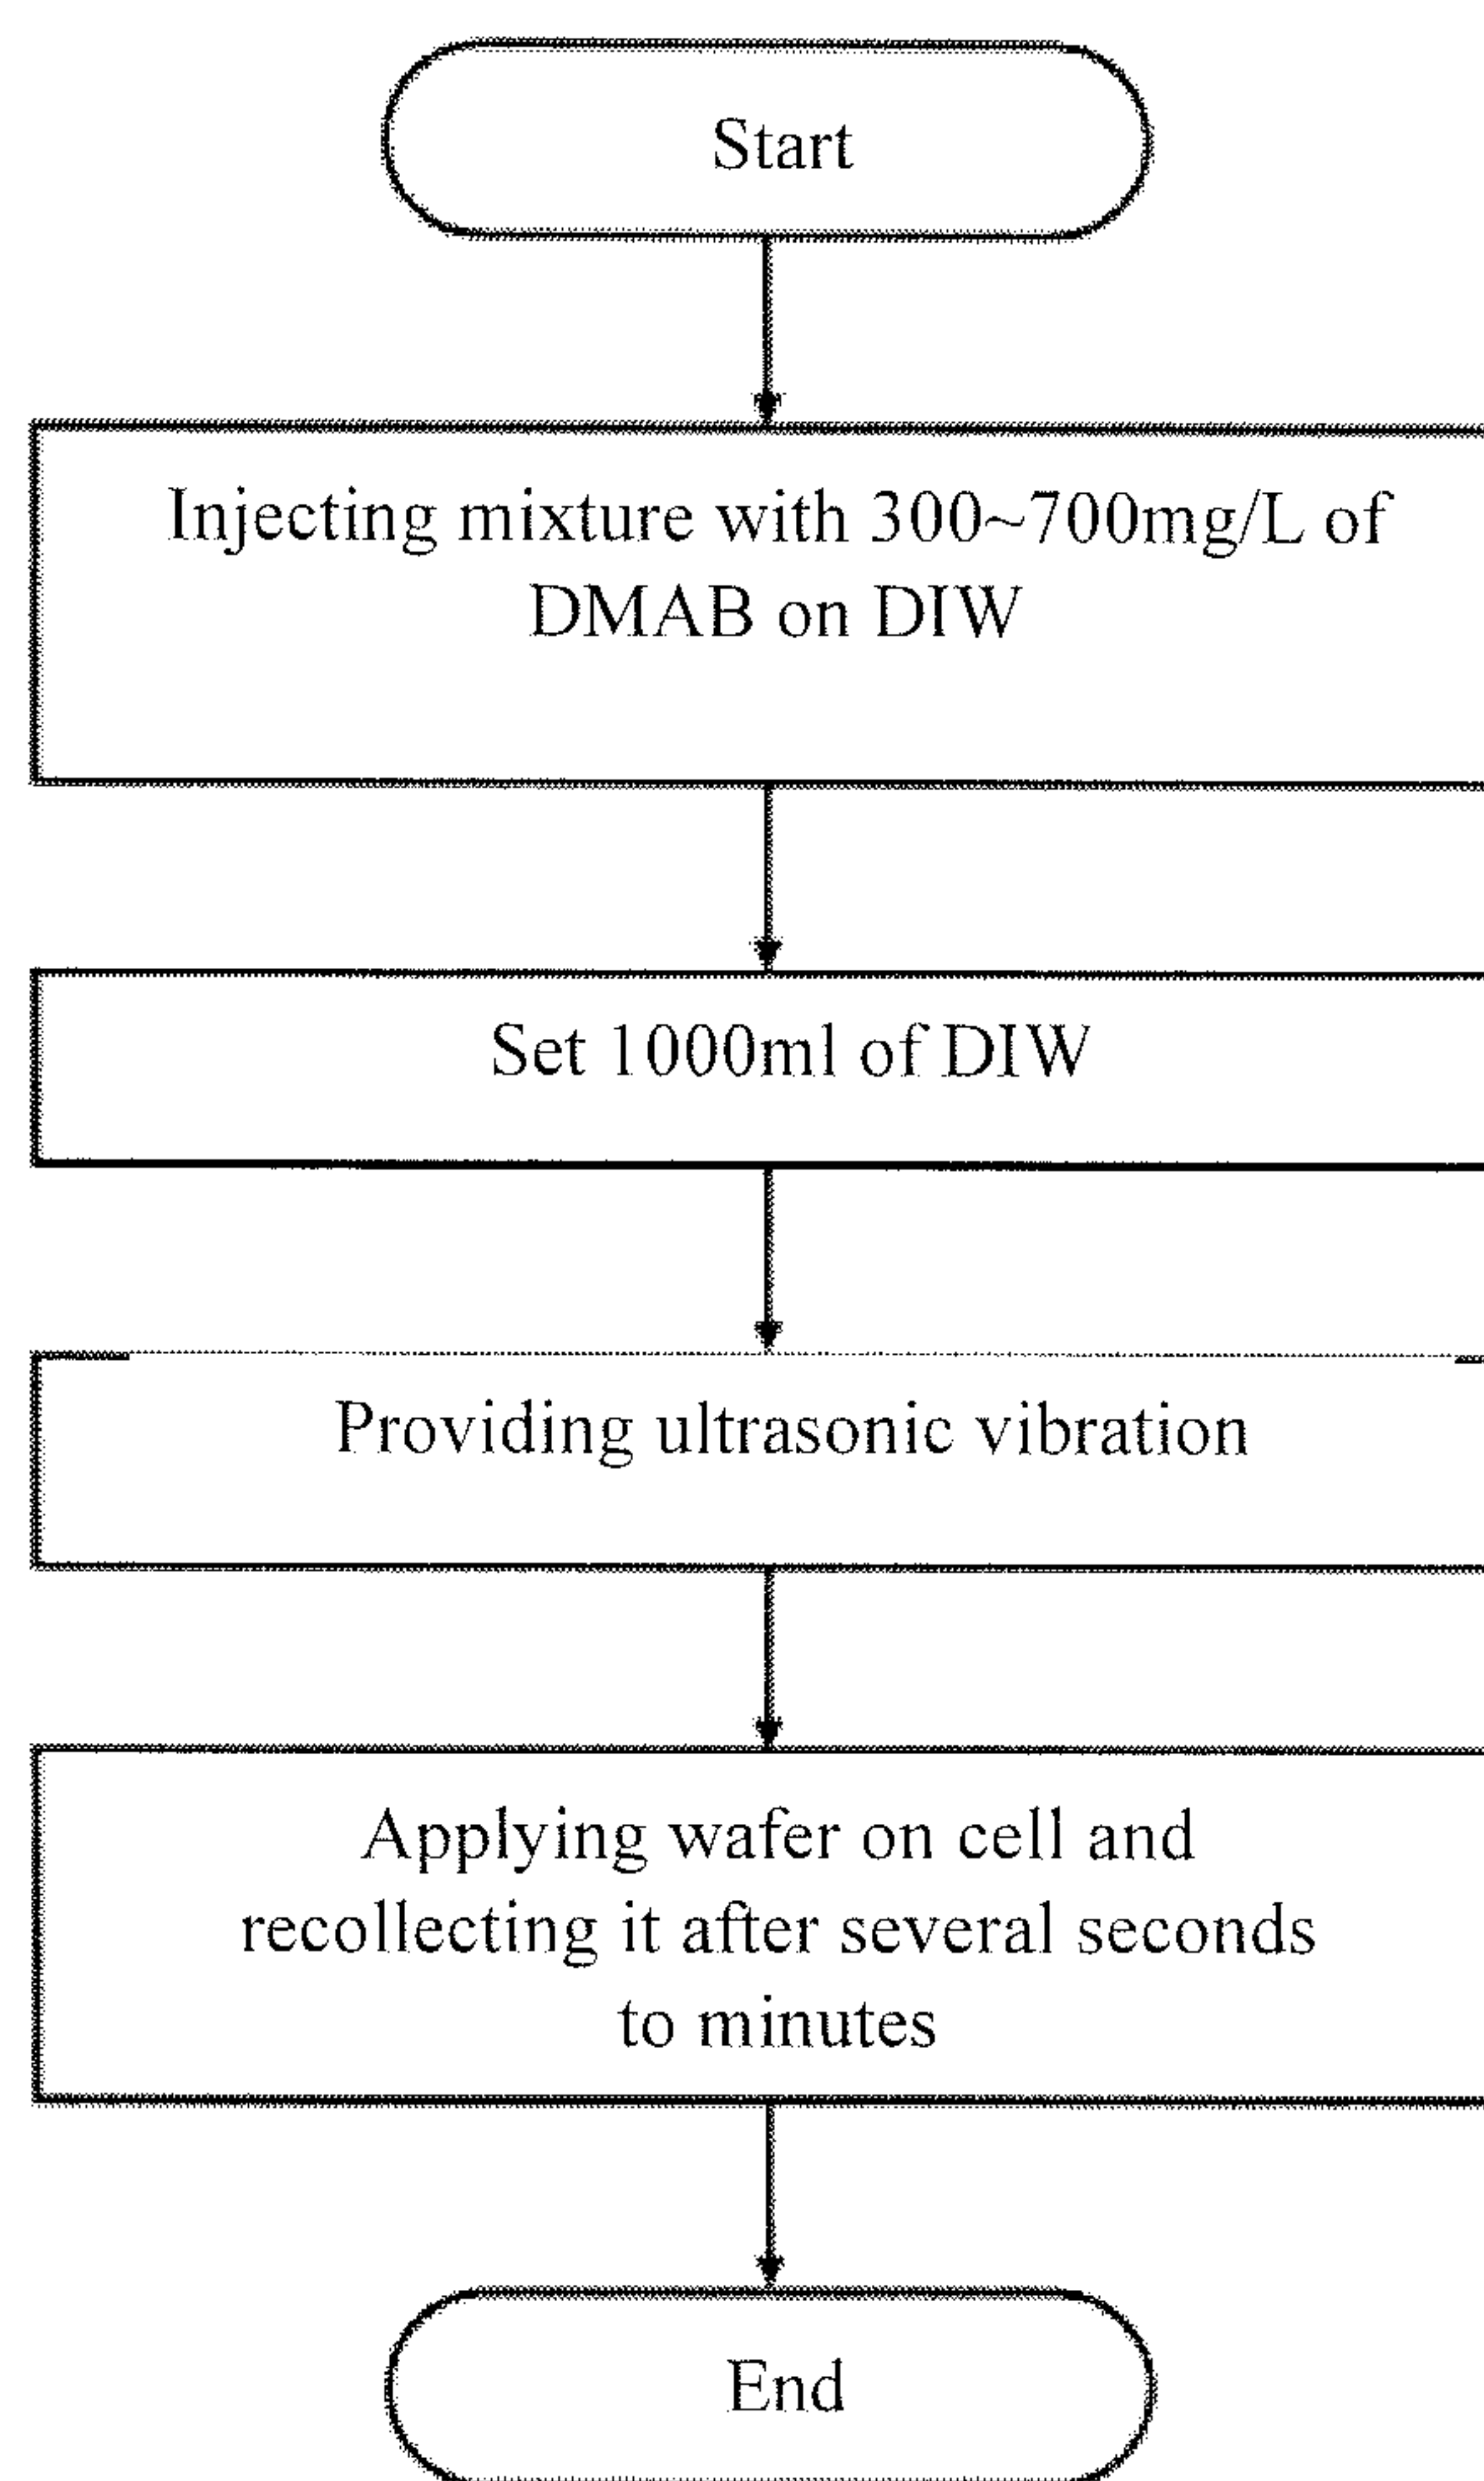 Start
Injecting mixture with 300~700mg/L of
DMAB on DIW
Set 1000ml of DIW
Providing ultrasonic vibration
Applying wafer on cell and
recollecting it after several seconds
to minutes
End